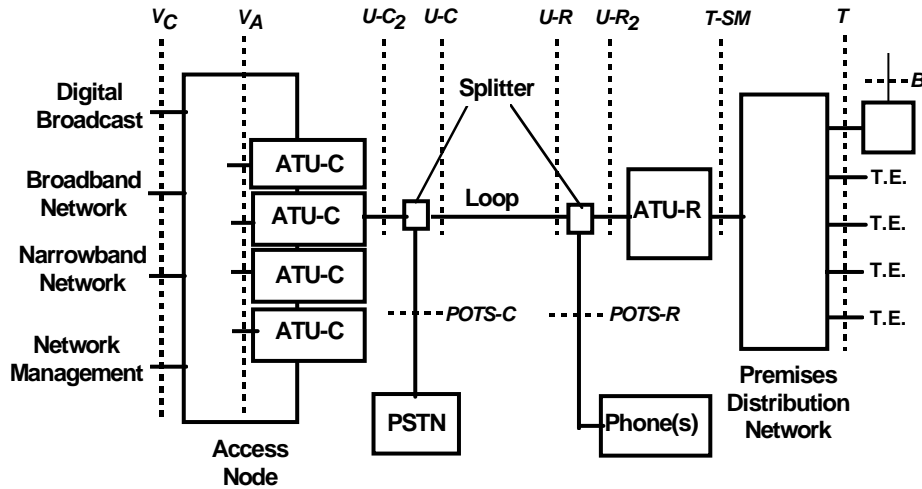 VC VA U-C2 U-C U-R U-R2 T-SM T
B
Splitter
Digital
Broadcast
Broadband
Network
Narrowband
Network
Network
Management
ATU-C
ATU-C
ATU-C
ATU-C
Loop
ATU-R
T.E.
T.E.
T.E.
T.E.
POTS-C
POTS-R
PSTN
Phone(s)
Access
Node
Premises
Distribution
Network